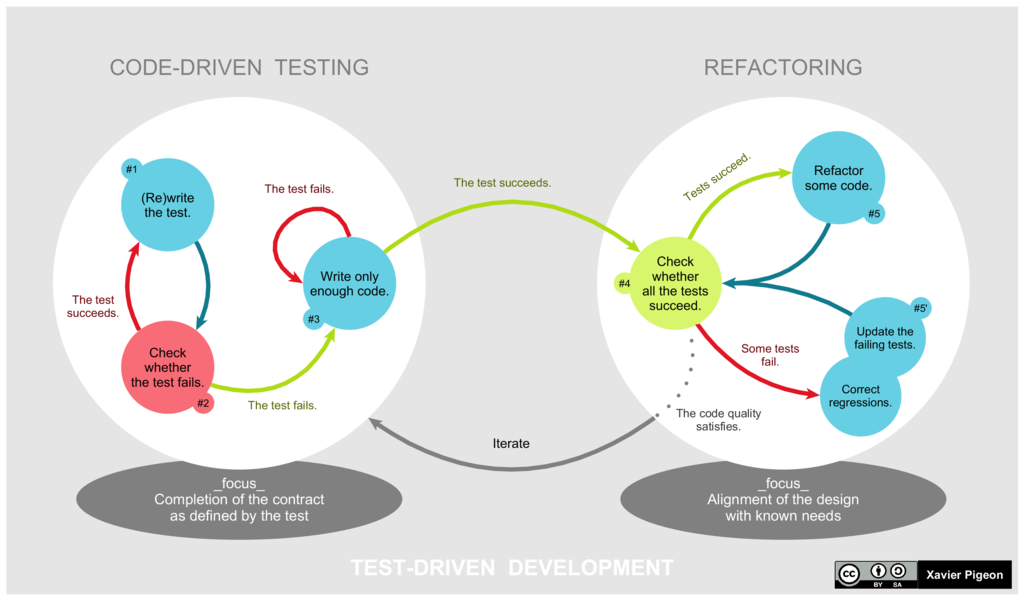 CODE-DRIVEN TESTING
REFACTORING
#1
(Re)write
the test.
The test
succeeds.
Check
whether
the test fails.
#2
The test fails.
The test fails.
Write only
enough code.
#3
The test succeeds.
#4
Check
whether
all the tests
succeed.
Tests succeed.
Refactor
some code.
#5
#5'
Update the
failing tests.
Correct
regressions.
Some tests
fail.
The code quality
satisfies.
Iterate
_focus_
Completion of the contract
as defined by the test
_focus_
Alignment of the design
with known needs
TEST-DRIVEN DEVELOPMENT
cc
BY SA
Xavier Pigeon